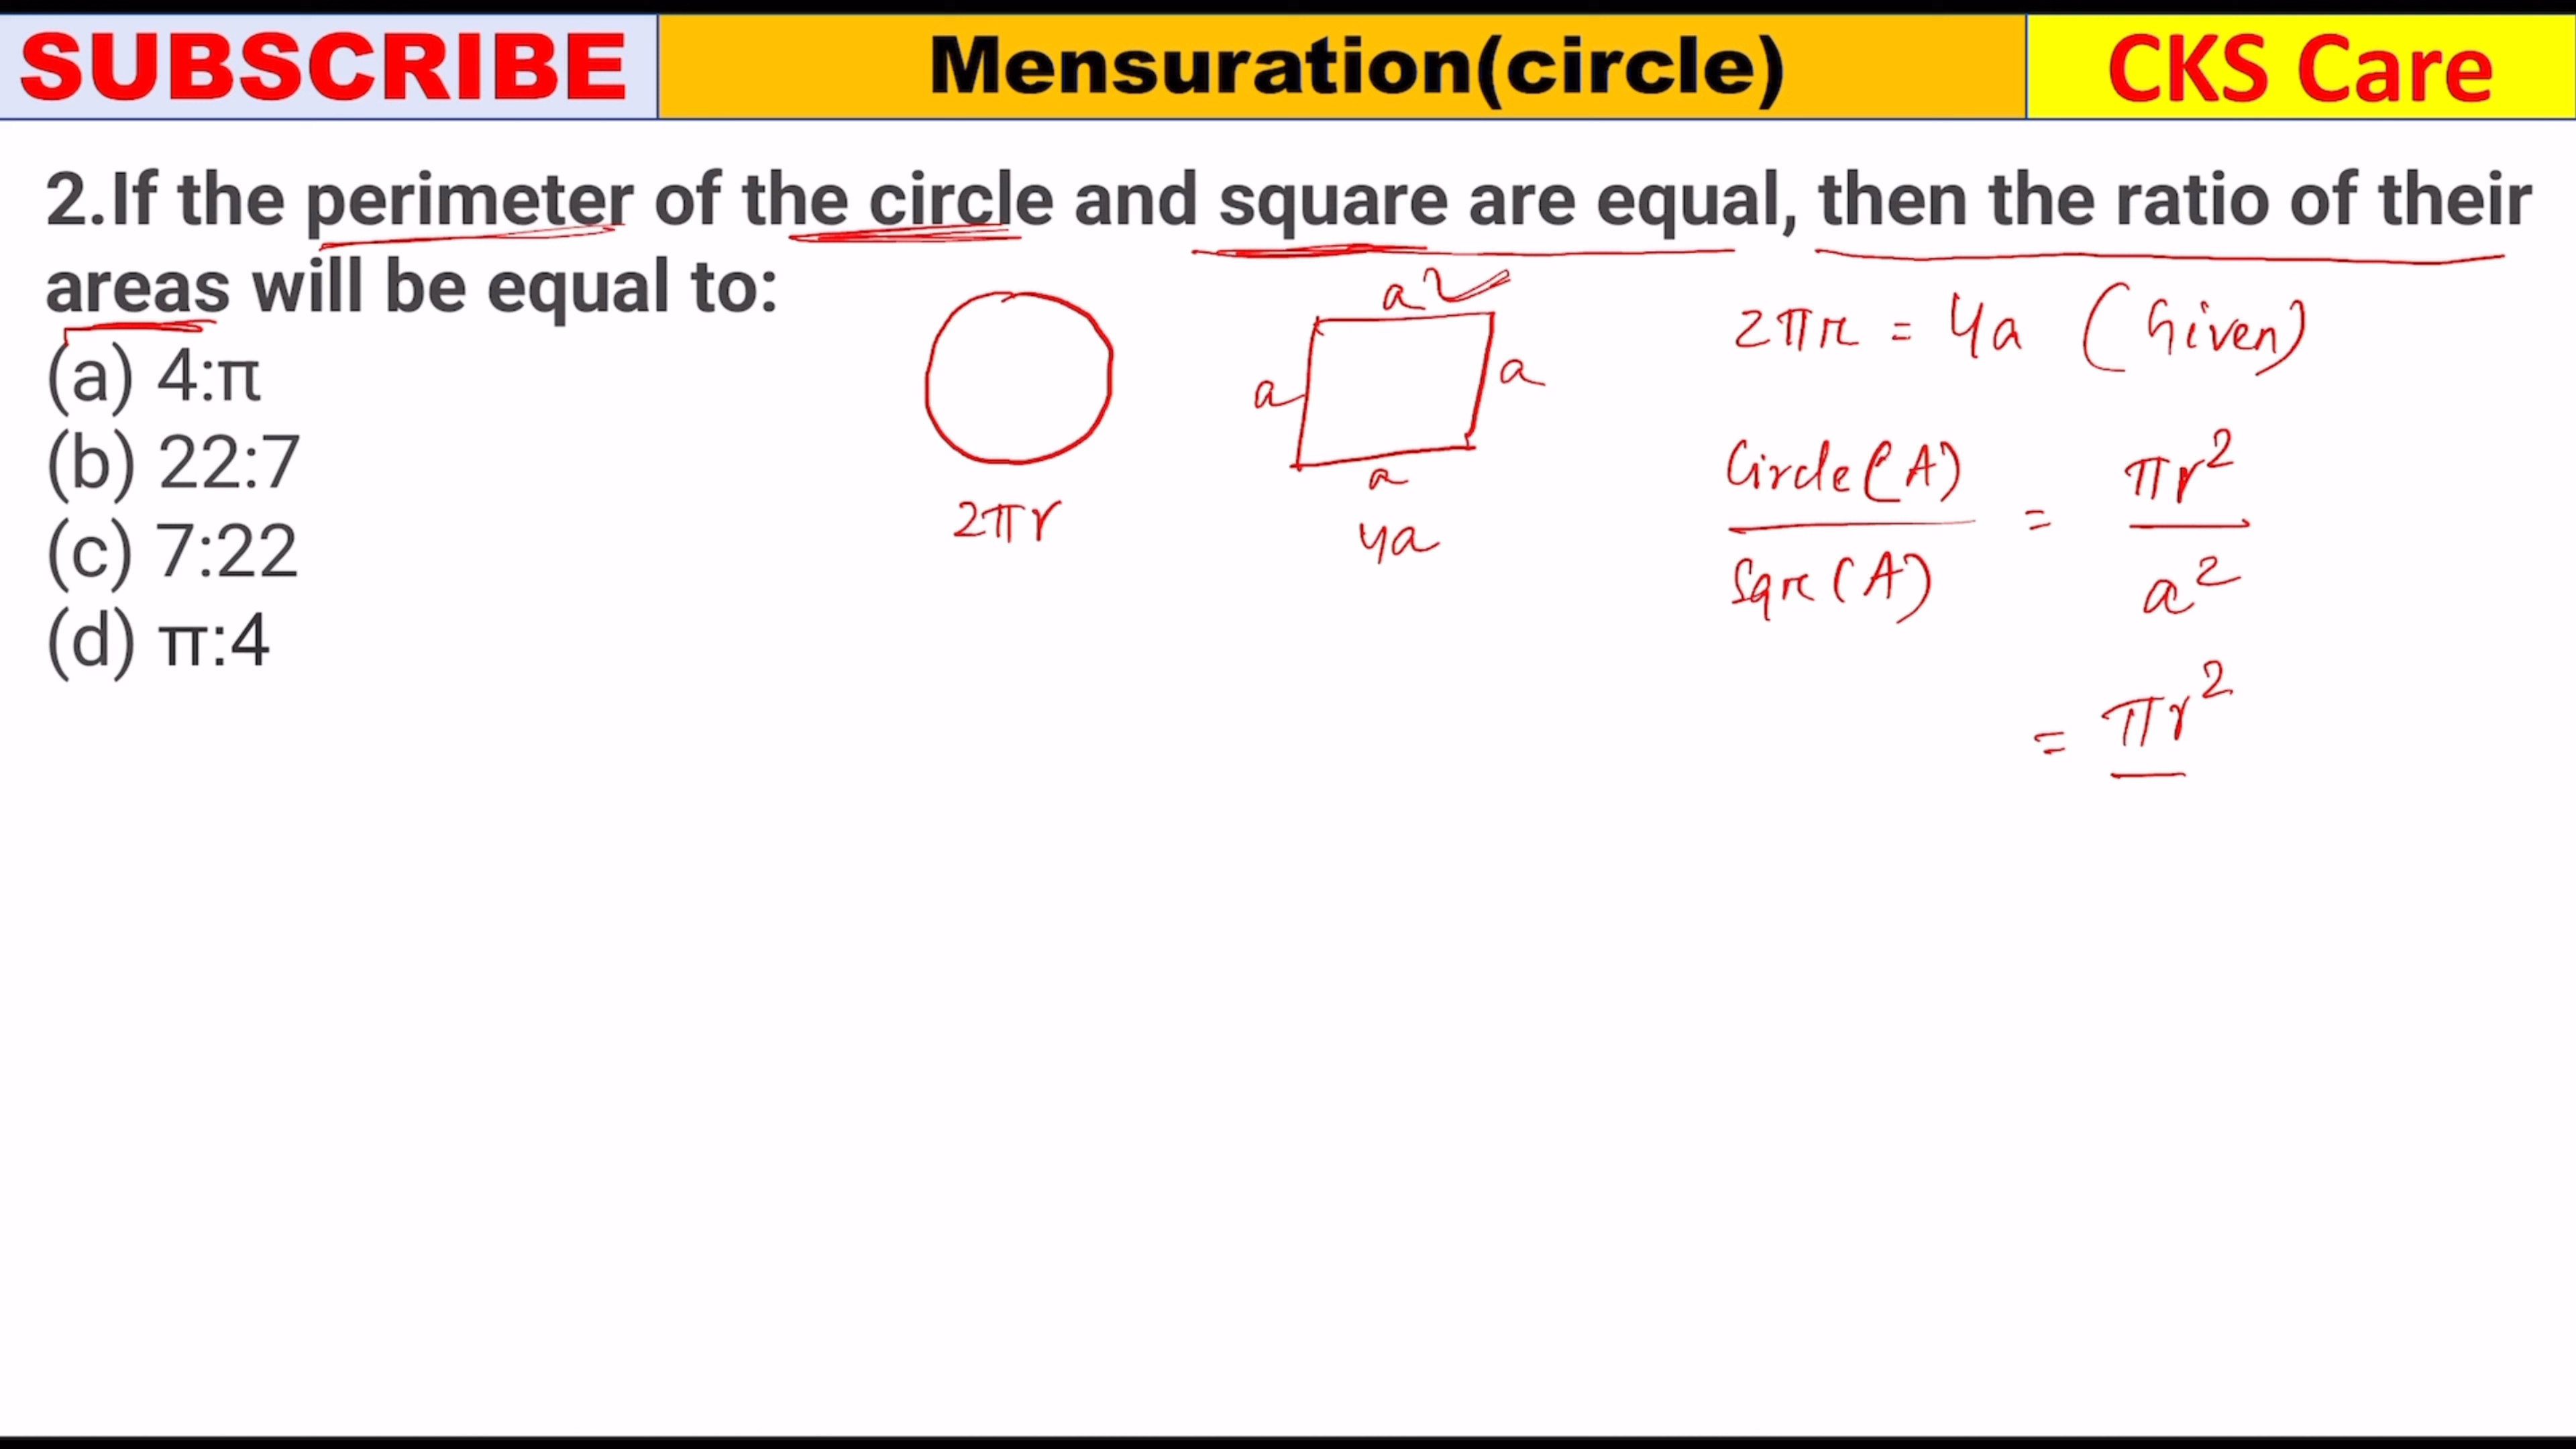 SUBSCRIBE
Mensuration(circle)
CKS Care
2.If the perimeter of the circle and square are equal, then the ratio of their
areas will be equal to:
(a) 4:π
(b) 22:7
(c) 7:22
(d) π:4
2πr
a²
a
a
a
4a
2πr = 4a (Given)
Circle(A) / Sqr(A) = πr² / a²
= πr²